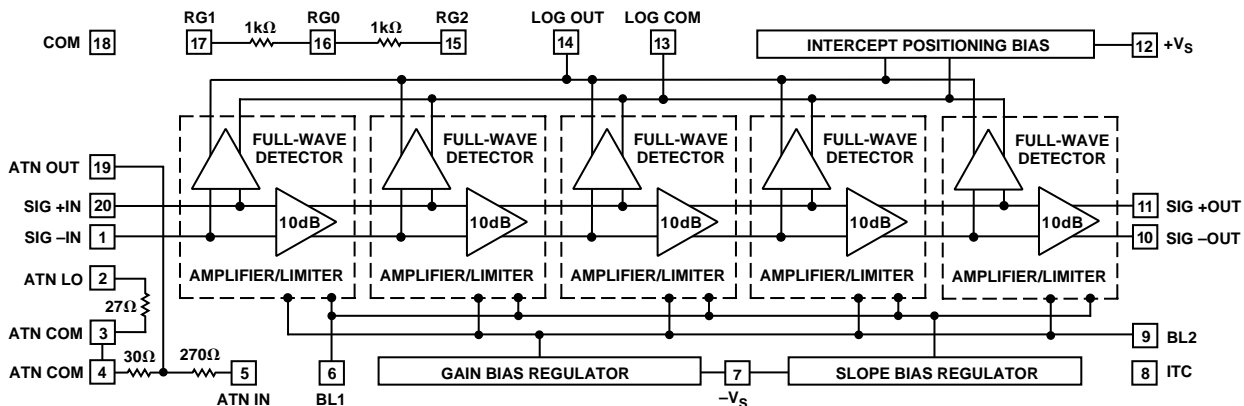 RG1 RG0 RG2 LOG OUT LOG COM
1kΩ 1kΩ
COM 18 17 16 15 14 13 INTERCEPT POSITIONING BIAS 12 +VS
FULL-WAVE DETECTOR
FULL-WAVE DETECTOR
FULL-WAVE DETECTOR
FULL-WAVE DETECTOR
FULL-WAVE DETECTOR
ATN OUT 19
SIG +IN 20
SIG –IN 1
10dB 10dB 10dB 10dB 10dB
11 SIG +OUT
10 SIG –OUT
AMPLIFIER/LIMITER AMPLIFIER/LIMITER AMPLIFIER/LIMITER AMPLIFIER/LIMITER AMPLIFIER/LIMITER
ATN LO 2
27Ω
ATN COM 3
9 BL2
30Ω 270Ω
ATN COM 4 5 6 GAIN BIAS REGULATOR 7 SLOPE BIAS REGULATOR 8 ITC
ATN IN BL1 –VS